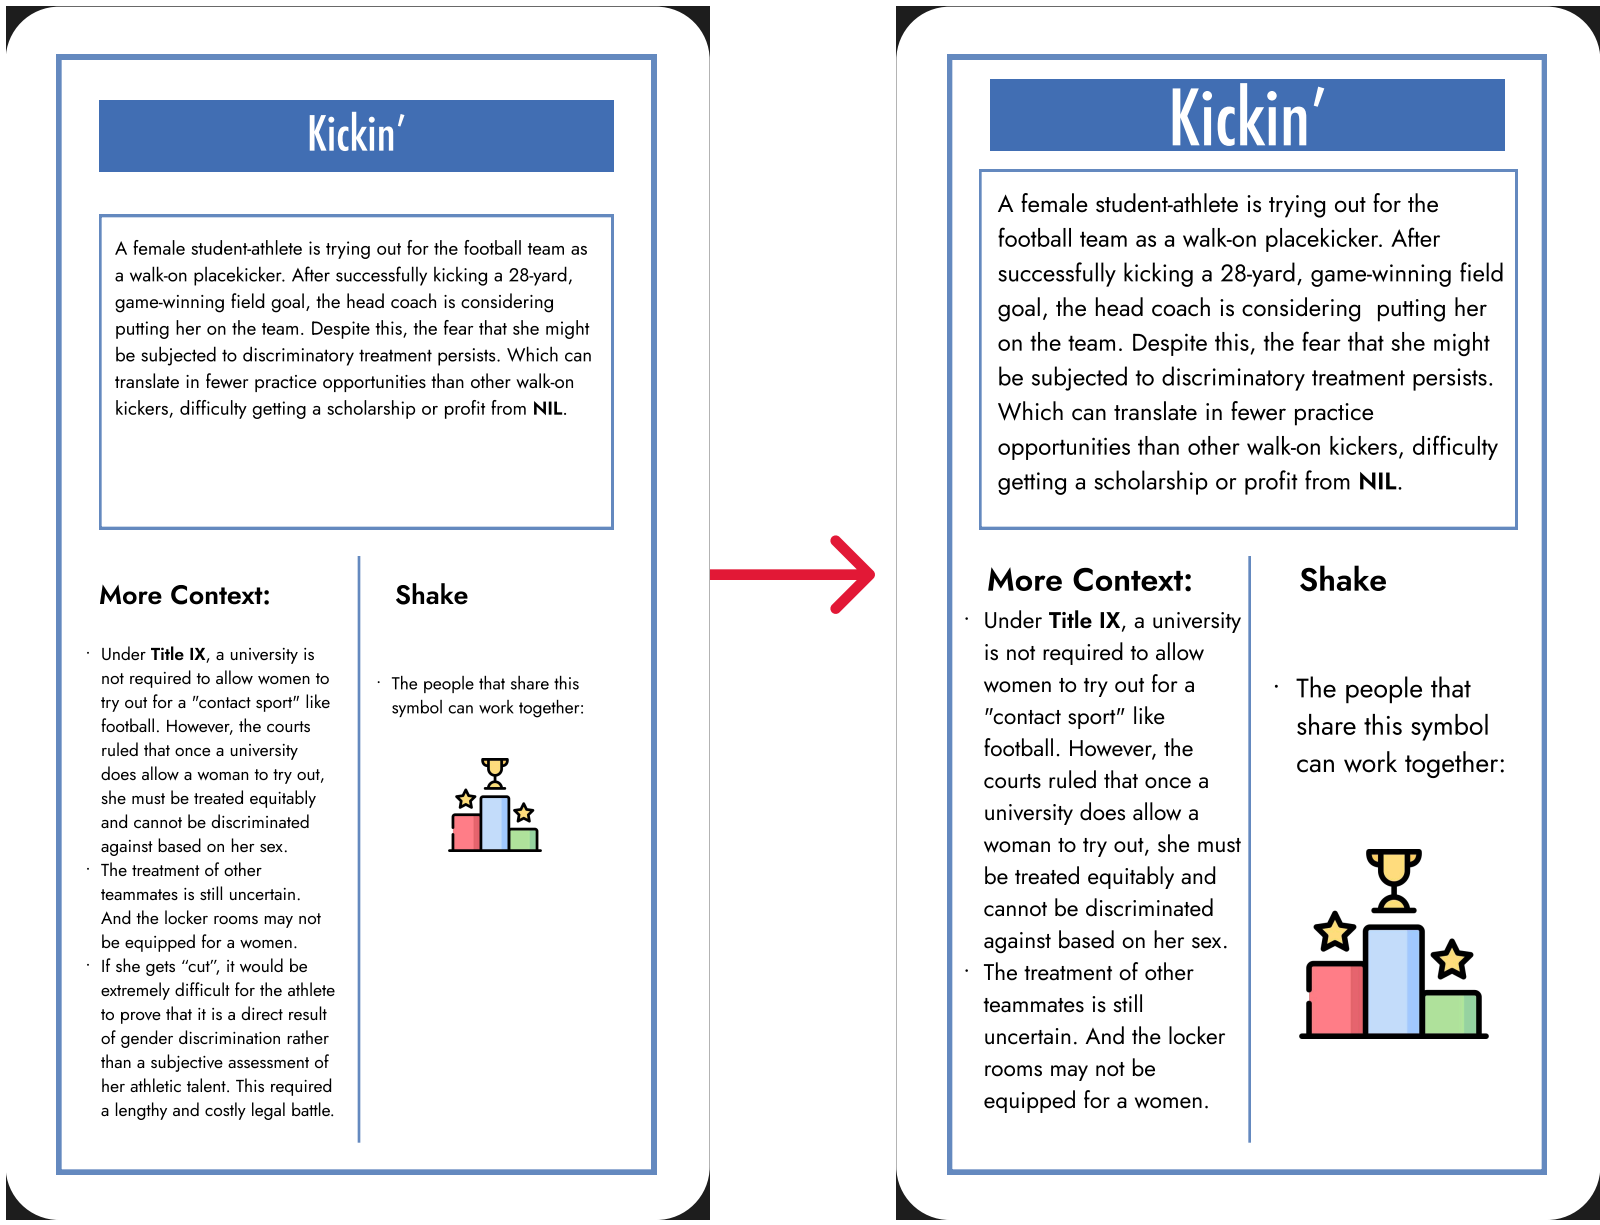 Kickin’
A female student-athlete is trying out for the football team as
a walk-on placekicker. After successfully kicking a 28-yard,
game-winning field goal, the head coach is considering
putting her on the team. Despite this, the fear that she might
be subjected to discriminatory treatment persists. Which can
translate in fewer practice opportunities than other walk-on
kickers, difficulty getting a scholarship or profit from NIL.
More Context:
· Under Title IX, a university is
not required to allow women to
try out for a "contact sport" like
football. However, the courts
ruled that once a university
does allow a woman to try out,
she must be treated equitably
and cannot be discriminated
against based on her sex.
· The treatment of other
teammates is still uncertain.
And the locker rooms may not
be equipped for a women.
· If she gets “cut”, it would be
extremely difficult for the athlete
to prove that it is a direct result
of gender discrimination rather
than a subjective assessment of
her athletic talent. This required
a lengthy and costly legal battle.
Shake
· The people that share this
symbol can work together:
Kickin’
A female student-athlete is trying out for the
football team as a walk-on placekicker. After
successfully kicking a 28-yard, game-winning field
goal, the head coach is considering  putting her
on the team. Despite this, the fear that she might
be subjected to discriminatory treatment persists.
Which can translate in fewer practice
opportunities than other walk-on kickers, difficulty
getting a scholarship or profit from NIL.
More Context:
· Under Title IX, a university
is not required to allow
women to try out for a
"contact sport" like
football. However, the
courts ruled that once a
university does allow a
woman to try out, she must
be treated equitably and
cannot be discriminated
against based on her sex.
· The treatment of other
teammates is still
uncertain. And the locker
rooms may not be
equipped for a women.
Shake
· The people that
share this symbol
can work together: